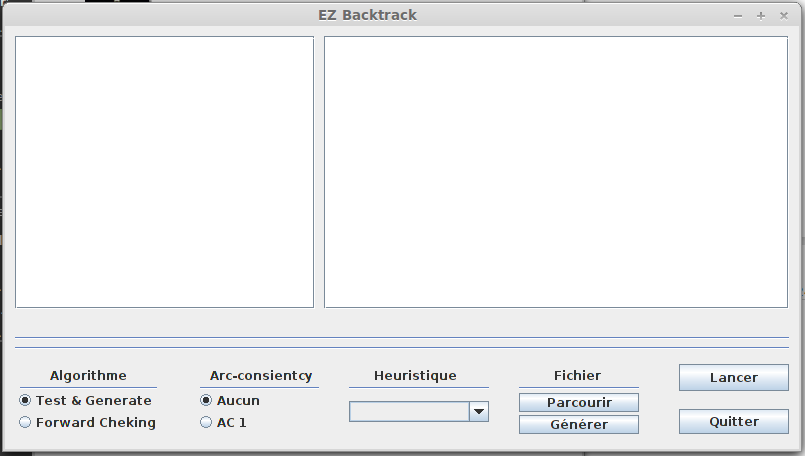 EZ Backtrack
Algorithme
Test & Generate
Forward Cheking
Arc-consientcy
Aucun
AC 1
Heuristique
Fichier
Parcourir
Générer
Lancer
Quitter